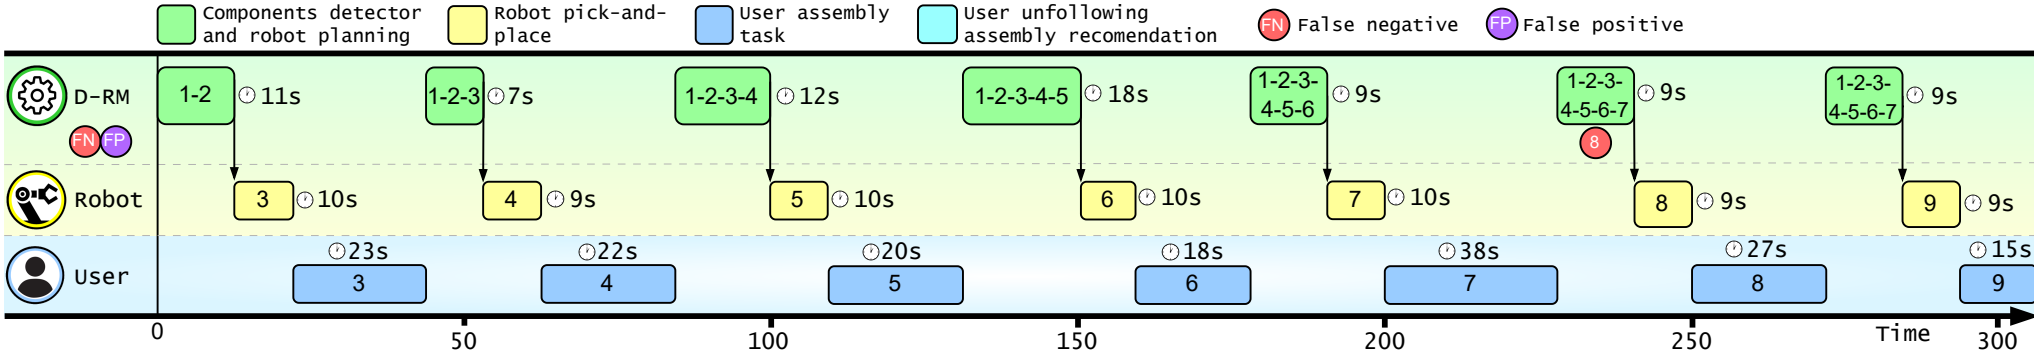 Components detector
and robot planning
Robot pick-and-
place
User assembly
task
User unfollowing
assembly recomendation
FN False negative
FP False positive
D-RM
FN FP
1-2 11s
1-2-3 7s
1-2-3-4 12s
1-2-3-4-5 18s
1-2-3-
4-5-6
9s
1-2-3-
4-5-6-7
9s
8
1-2-3-
4-5-6-7
9s
Robot
3 10s
4 9s
5 10s
6 10s
7 10s
8 9s
9 9s
User
23s
3
22s
4
20s
5
18s
6
38s
7
27s
8
15s
9
0 50 100 150 200 250 Time 300